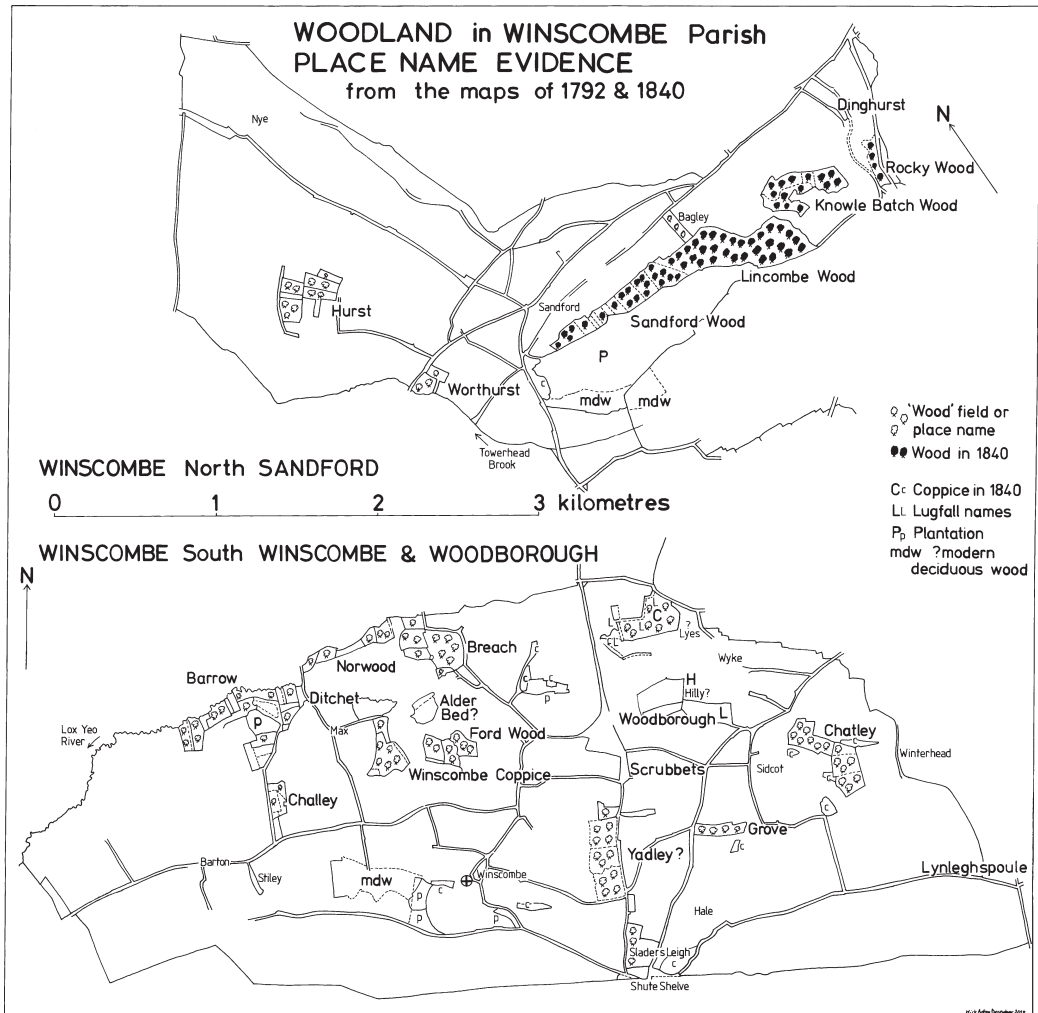 WOODLAND in WINSCOMBE Parish
PLACE NAME EVIDENCE
from the maps of 1792 & 1840
Nye
Dinghurst
N
Rocky Wood
Knowle Batch Wood
Bagley
Lincombe Wood
Hurst
Sandford
Sandford Wood
P
Worthurst
c
mdw
mdw
Towerhead
Brook
'Wood' field or
place name
Wood in 1840
Cc Coppice in 1840
LL Lugfall names
Pp Plantation
mdw ?modern
deciduous wood
WINSCOMBE North SANDFORD
0 1 2 3 kilometres
WINSCOMBE South WINSCOMBE & WOODBOROUGH
N
L
L
C
L
L
c
L
?
Lyes
Breach
Norwood
c
c
c
p
Wyke
H
Hilly?
Barrow
Ditchet
Alder
Bed?
Woodborough
L
Lox Yeo
River
P
Max
Ford Wood
Chatley
c
Winterhead
Winscombe Coppice
Scrubbets
Sidcot
c
Challey
c
Grove
c
Yadley?
Barton
Stiley
mdw
Winscombe
Lynleghspoule
p
c
p
p
c
Hale
Sladers Leigh
c
Shute Shelve